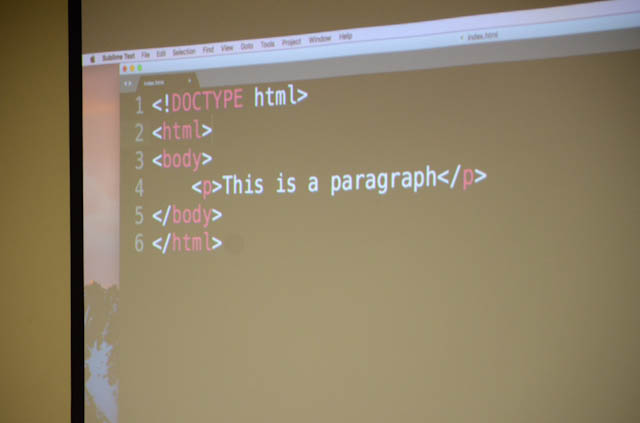 Sublime Text File Edit Selection Find View Goto Tools Project Window Help
index.html
index.html
1 <!DOCTYPE html>
2 <html>
3 <body>
4     <p>This is a paragraph</p>
5 </body>
6 </html>